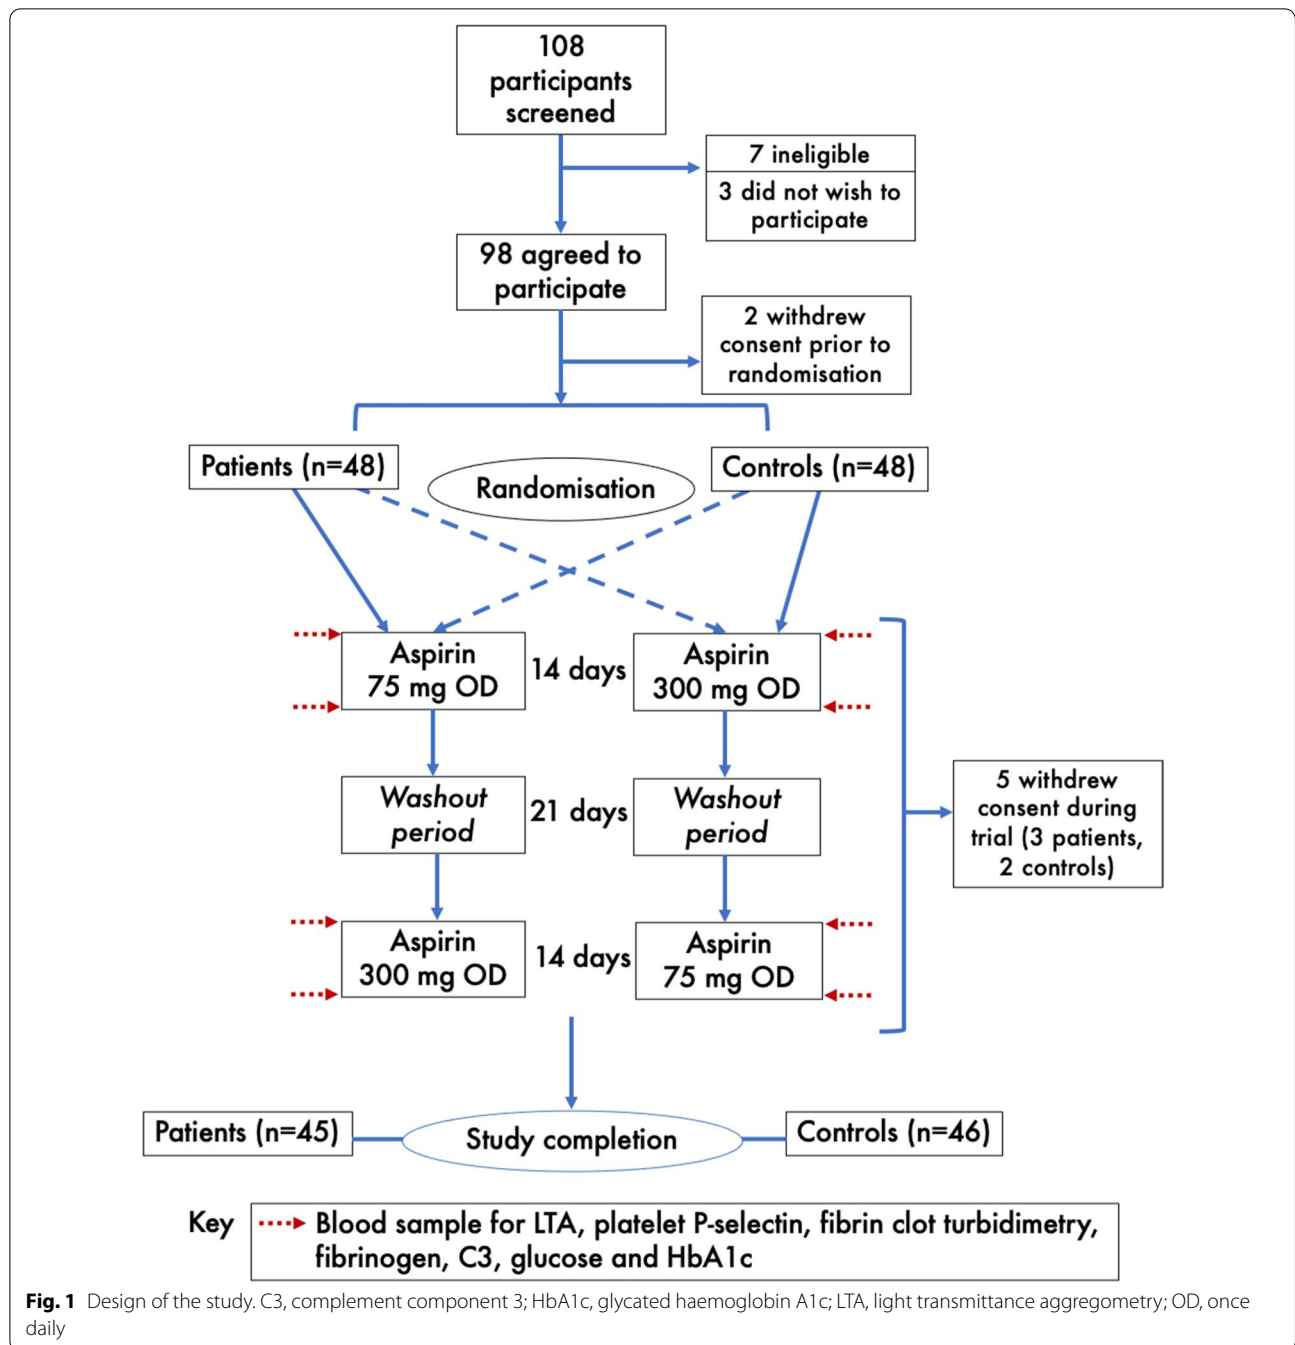 108
participants
screened
7 ineligible
3 did not wish to
participate
98 agreed to
participate
2 withdrew
consent prior to
randomisation
Patients (n=48)
Randomisation
Controls (n=48)
Aspirin
75 mg OD
14 days
Aspirin
300 mg OD
Washout
period
21 days
Washout
period
5 withdrew
consent during
trial (3 patients,
2 controls)
Aspirin
300 mg OD
14 days
Aspirin
75 mg OD
Patients (n=45)
Study completion
Controls (n=46)
Key
Blood sample for LTA, platelet P-selectin, fibrin clot turbidimetry,
fibrinogen, C3, glucose and HbA1c
Fig. 1 Design of the study. C3, complement component 3; HbA1c, glycated haemoglobin A1c; LTA, light transmittance aggregometry; OD, once
daily